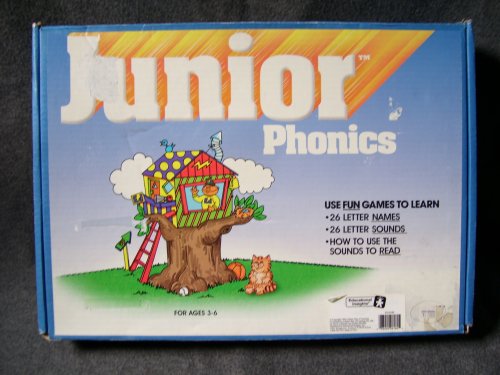 Junior™
Phonics
USE FUN GAMES TO LEARN
•26 LETTER NAMES
•26 LETTER SOUNDS
•HOW TO USE THE
SOUNDS TO READ
FOR AGES 3-6
Educational
Insights